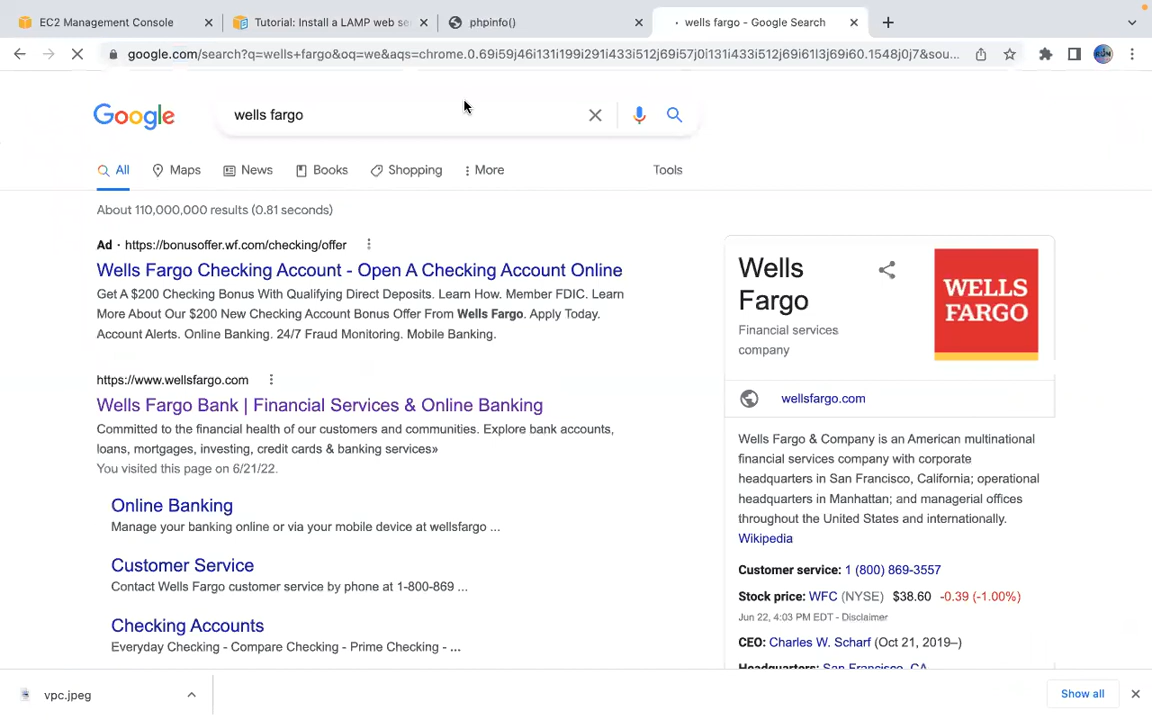 EC2 Management Console
Tutorial: Install a LAMP web se
phpinfo()
wells fargo - Google Search
google.com/search?q=wells+fargo&oq=we&aqs=chrome.0.69i59j46i131i199i291i433i512j69i57j0i131i433i512j69i61l3j69i60.1548j0j7&sou...
Google
wells fargo
All
Maps
News
Books
Shopping
More
Tools
About 110,000,000 results (0.81 seconds)
Ad · https://bonusoffer.wf.com/checking/offer
Wells Fargo Checking Account - Open A Checking Account Online
Get A $200 Checking Bonus With Qualifying Direct Deposits. Learn How. Member FDIC. Learn
More About Our $200 New Checking Account Bonus Offer From Wells Fargo. Apply Today.
Account Alerts. Online Banking. 24/7 Fraud Monitoring. Mobile Banking.
https://www.wellsfargo.com
Wells Fargo Bank | Financial Services & Online Banking
Committed to the financial health of our customers and communities. Explore bank accounts,
loans, mortgages, investing, credit cards & banking services»
You visited this page on 6/21/22.
Online Banking
Manage your banking online or via your mobile device at wellsfargo ...
Customer Service
Contact Wells Fargo customer service by phone at 1-800-869 ...
Checking Accounts
Everyday Checking - Compare Checking - Prime Checking - ...
Wells
Fargo
Financial services
company
WELLS
FARGO
wellsfargo.com
Wells Fargo & Company is an American multinational
financial services company with corporate
headquarters in San Francisco, California; operational
headquarters in Manhattan; and managerial offices
throughout the United States and internationally.
Wikipedia
Customer service: 1 (800) 869-3557
Stock price: WFC (NYSE) $38.60 -0.39 (-1.00%)
Jun 22, 4:03 PM EDT - Disclaimer
CEO: Charles W. Scharf (Oct 21, 2019–)
Headquarters: San Francisco, CA
vpc.jpeg
Show all